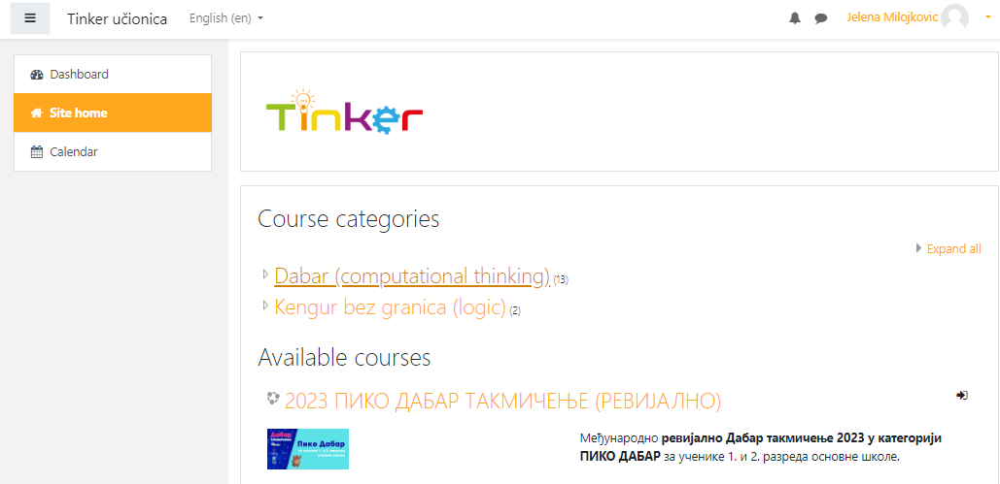 Tinker učionica
English (en)
Jelena Milojkovic
Dashboard
Site home
Calendar
Tinker
Course categories
Expand all
Dabar (computational thinking) (13)
Kengur bez granica (logic) (2)
Available courses
2023 ПИКО ДАБАР ТАКМИЧЕЊЕ (РЕВИЈАЛНО)
Дабар
Пико Дабар
Међународно ревијално Дабар такмичење 2023 у категорији
ПИКО ДАБАР за ученике 1. и 2. разреда основне школе.